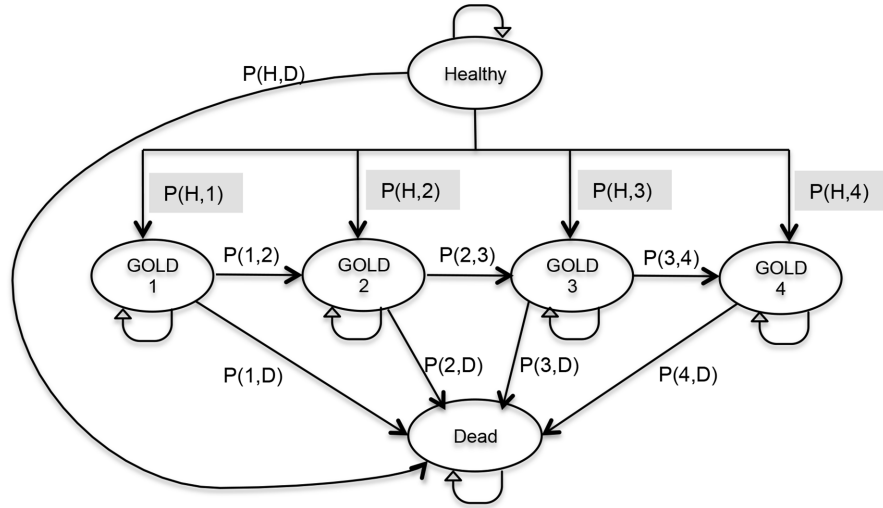 Healthy
P(H,D)
P(H,1)
P(H,2)
P(H,3)
P(H,4)
GOLD
1
P(1,2)
GOLD
2
P(2,3)
GOLD
3
P(3,4)
GOLD
4
P(1,D)
P(2,D)
P(3,D)
P(4,D)
Dead